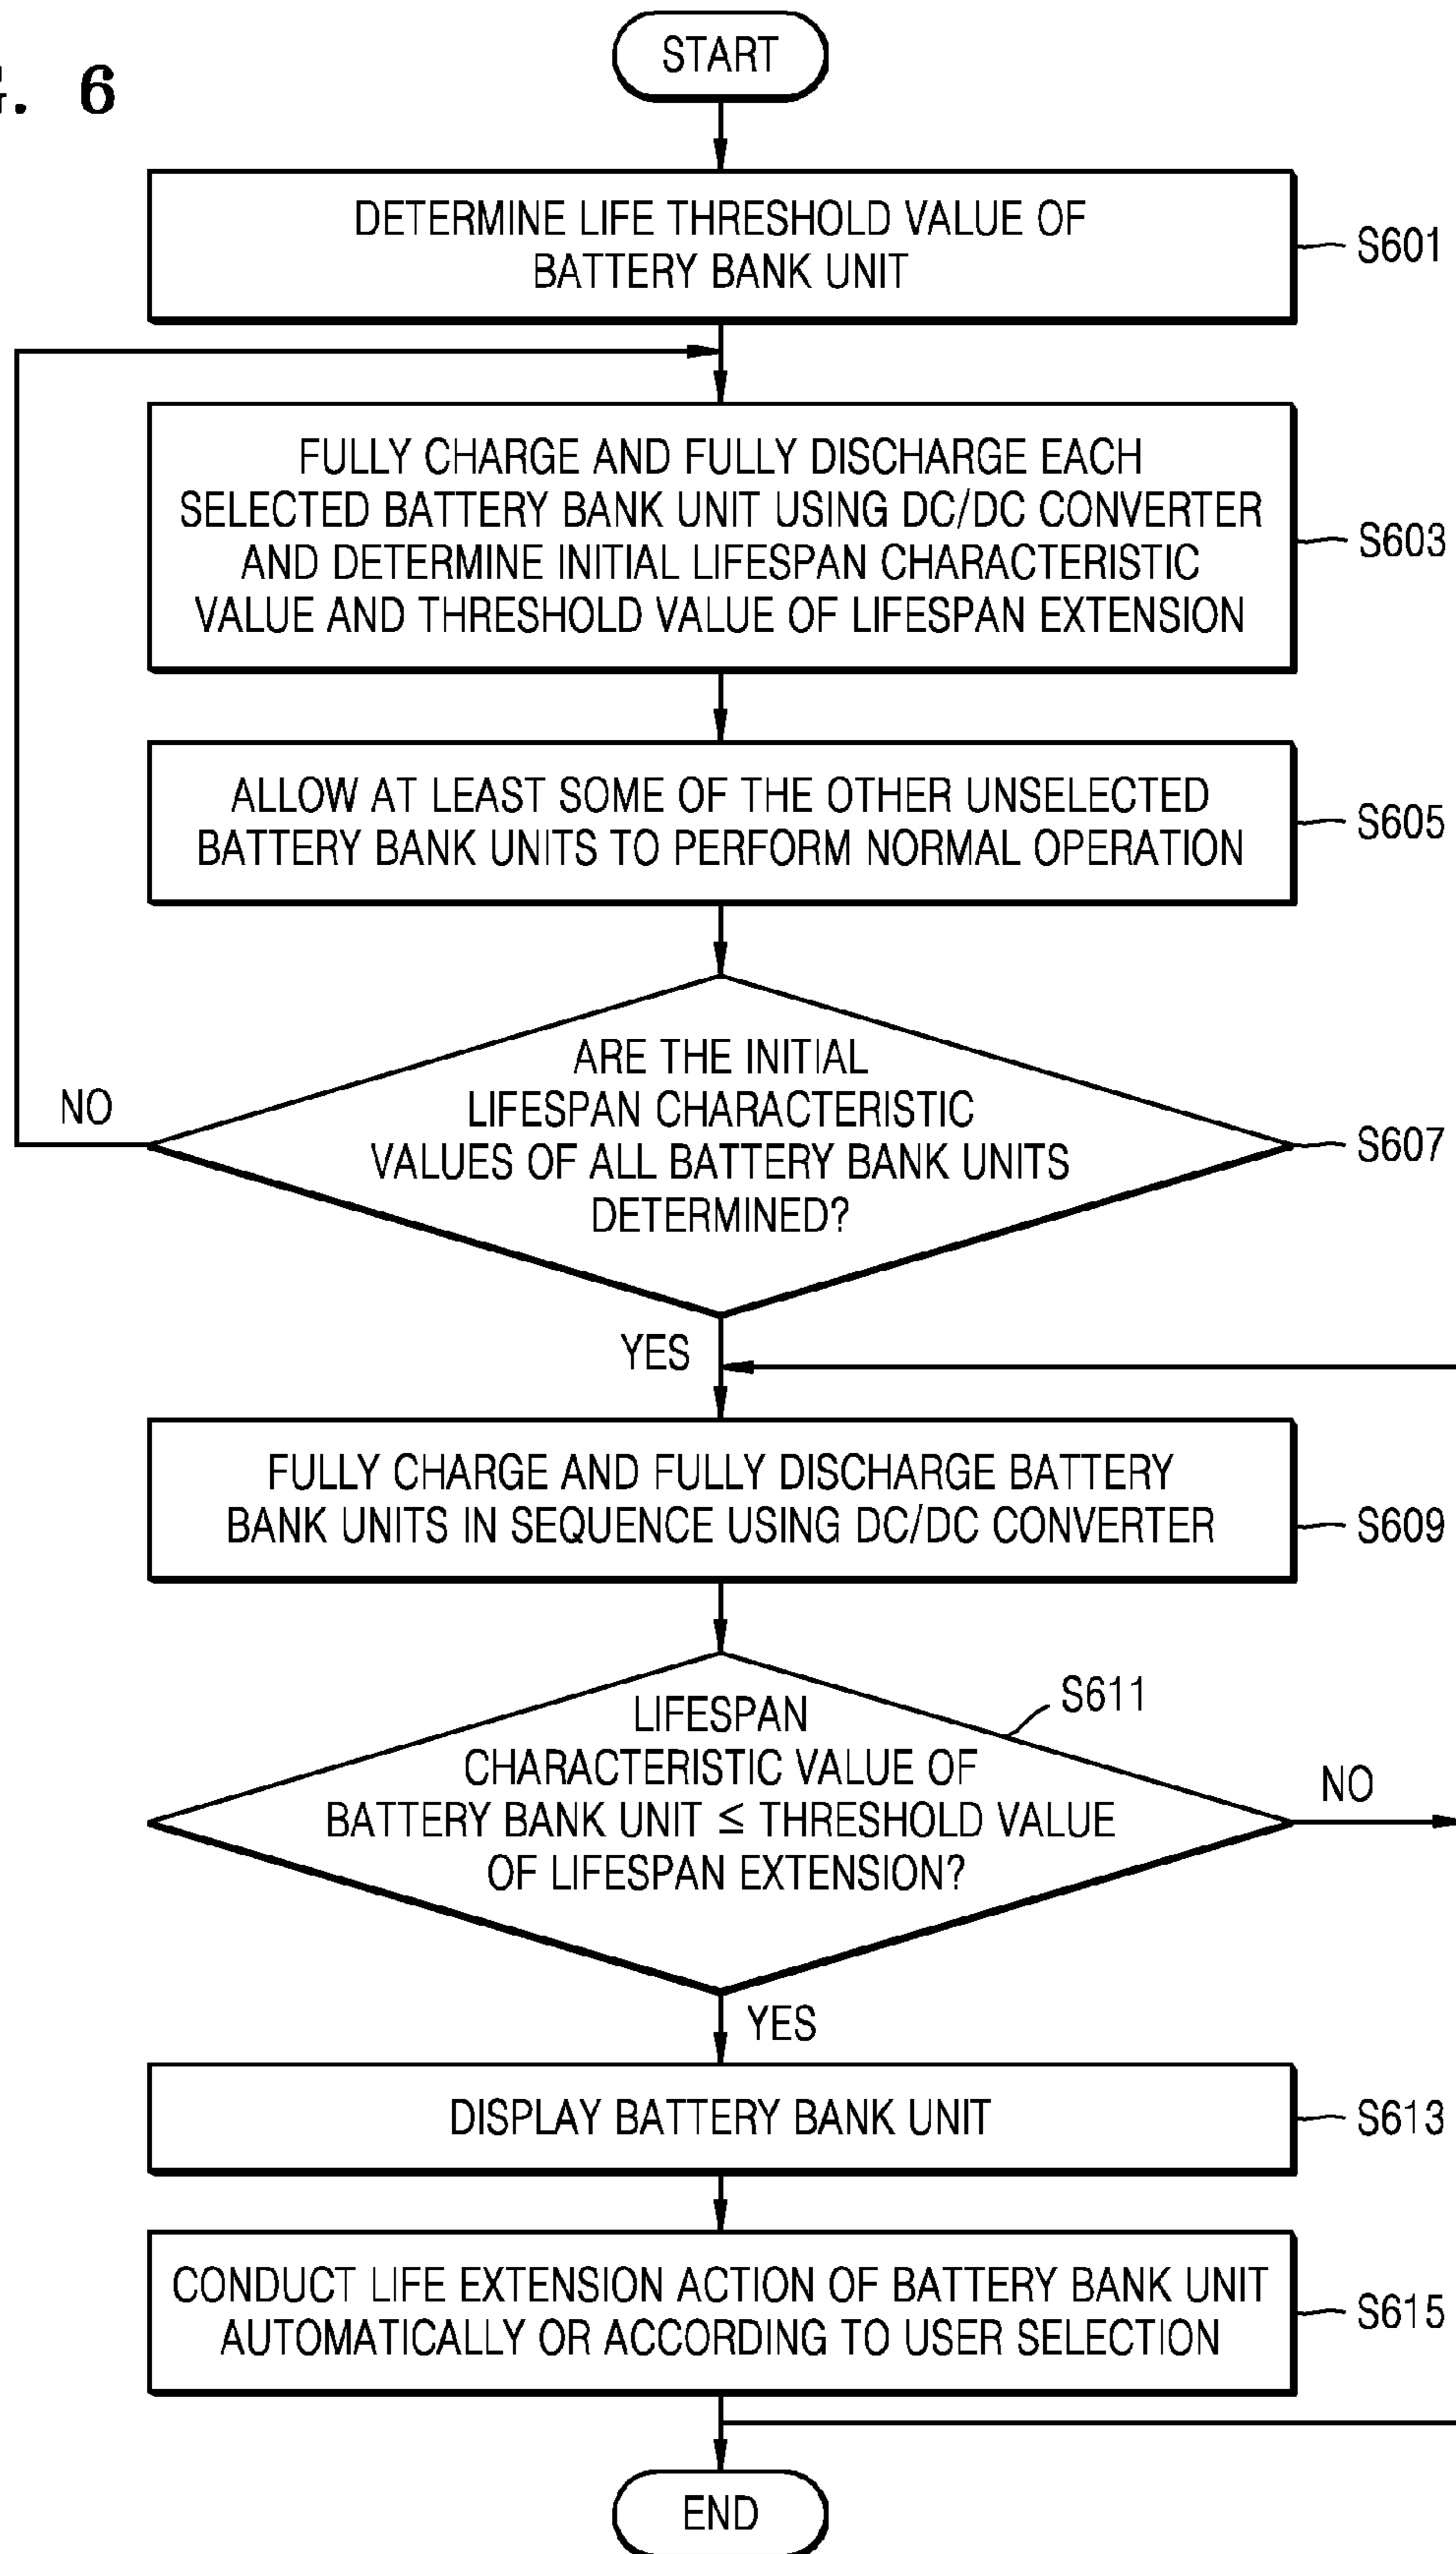 6
START
DETERMINE LIFE THRESHOLD VALUE OF
BATTERY BANK UNIT
S601
FULLY CHARGE AND FULLY DISCHARGE EACH
SELECTED BATTERY BANK UNIT USING DC/DC CONVERTER
AND DETERMINE INITIAL LIFESPAN CHARACTERISTIC
VALUE AND THRESHOLD VALUE OF LIFESPAN EXTENSION
S603
ALLOW AT LEAST SOME OF THE OTHER UNSELECTED
BATTERY BANK UNITS TO PERFORM NORMAL OPERATION
S605
ARE THE INITIAL
LIFESPAN CHARACTERISTIC
VALUES OF ALL BATTERY BANK UNITS
DETERMINED?
NO
S607
YES
FULLY CHARGE AND FULLY DISCHARGE BATTERY
BANK UNITS IN SEQUENCE USING DC/DC CONVERTER
S609
LIFESPAN
CHARACTERISTIC VALUE OF
BATTERY BANK UNIT ≤ THRESHOLD VALUE
OF LIFESPAN EXTENSION?
S611
NO
YES
DISPLAY BATTERY BANK UNIT
S613
CONDUCT LIFE EXTENSION ACTION OF BATTERY BANK UNIT
AUTOMATICALLY OR ACCORDING TO USER SELECTION
S615
END